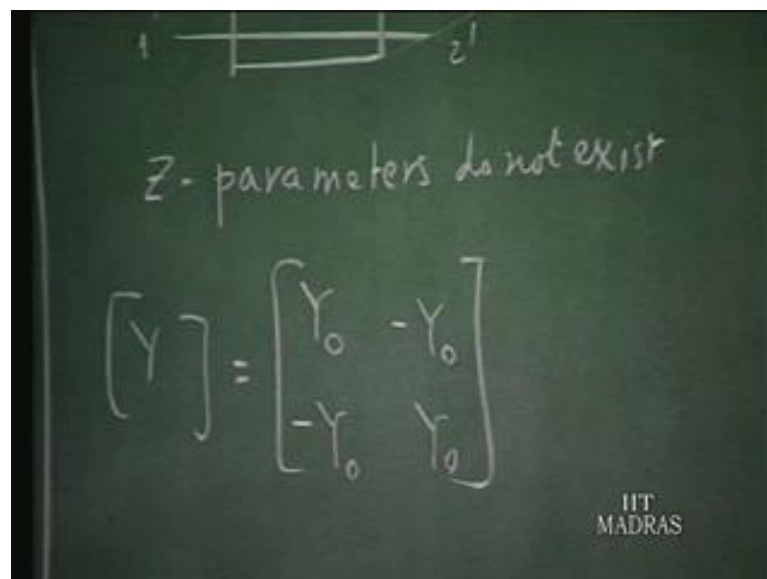 1 2'
Z - parameters do not exist
[Y] = [Y₀ -Y₀
-Y₀ Y₀]
IIT
MADRAS